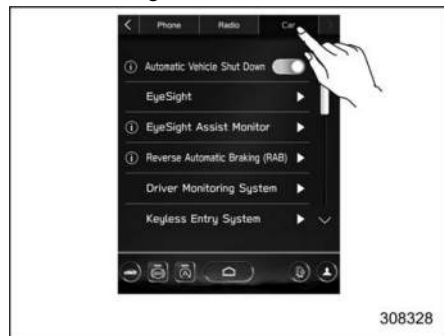 Phone Radio Car
Automatic Vehicle Shut Down
EyeSight
EyeSight Assist Monitor
Reverse Automatic Braking (RAB)
Driver Monitoring System
Keyless Entry System
308328